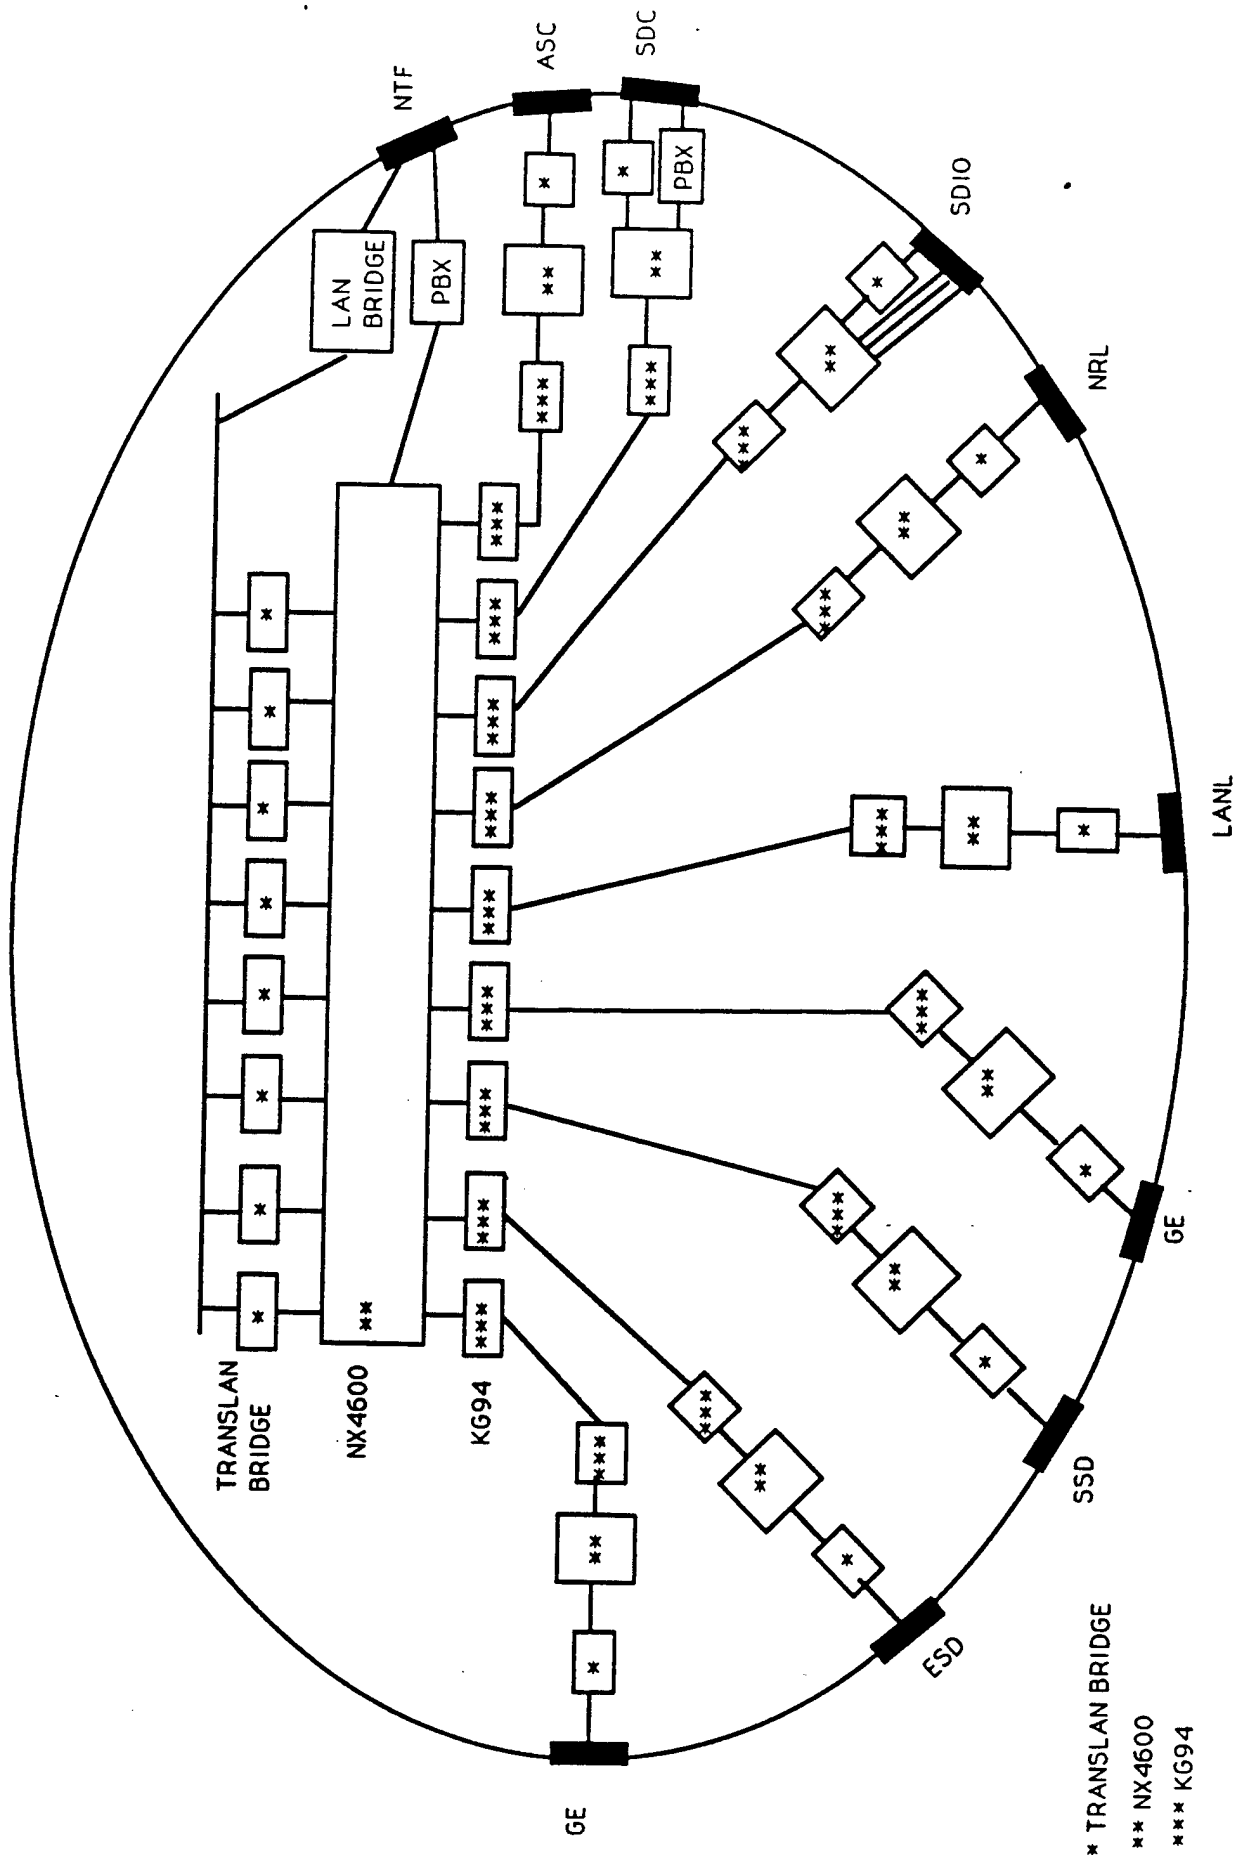 TRANSLAN
BRIDGE
LAN
BRIDGE
NX4600
NTF
PBX
KG94
ASC
GE
SDC
PBX
ESD
SDIO
SSD
NRL
GE
LANL
* TRANSLAN BRIDGE
** NX4600
*** KG94